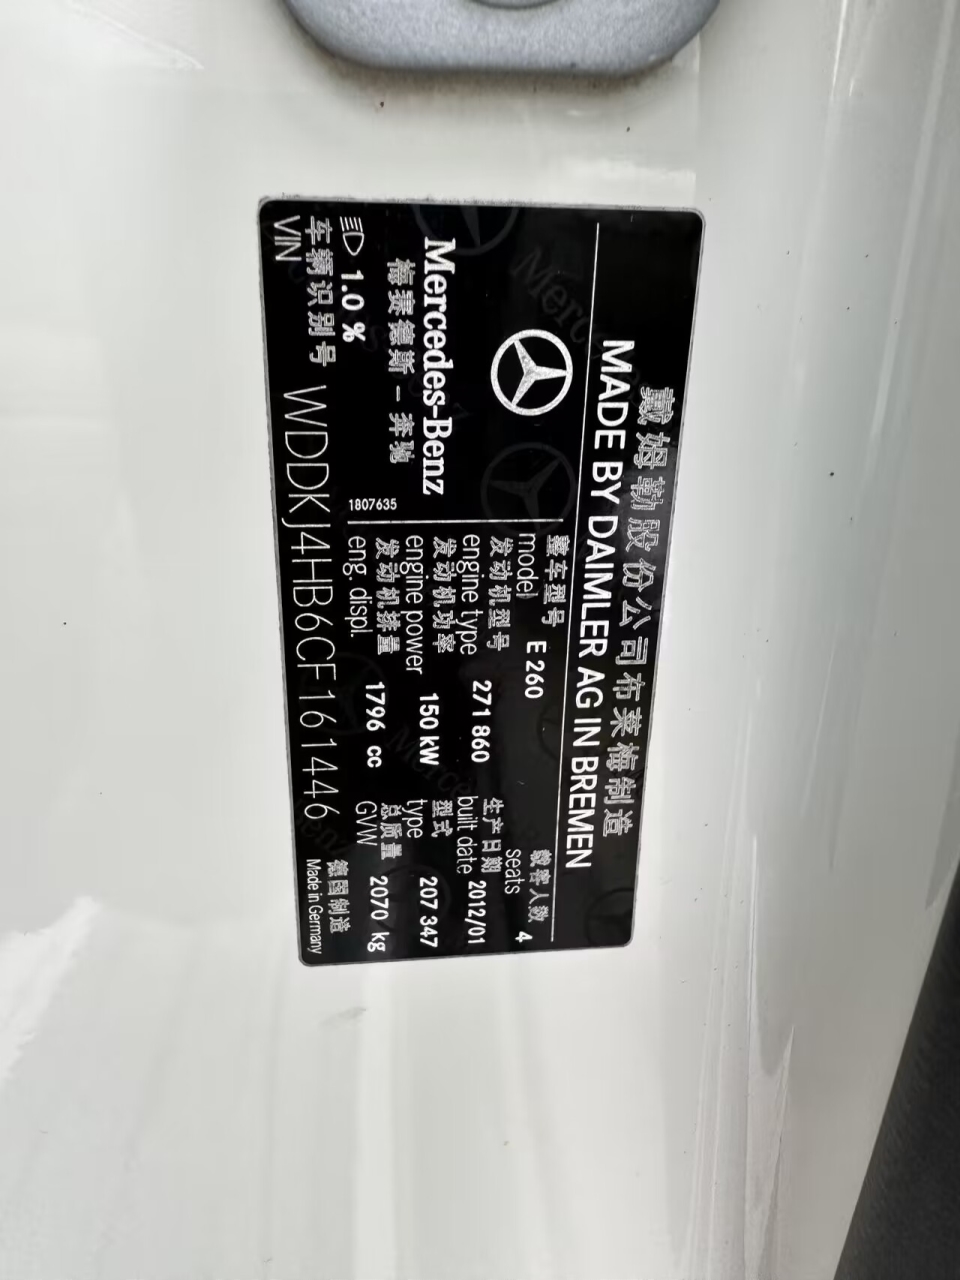 戴姆勒股份公司布莱梅制造
MADE BY DAIMLER AG IN BREMEN
Mercedes-Benz
梅赛德斯－奔驰
1.0 %
1807635
整车型号
model E 260
载客人数
seats 4
发动机型号
engine type 271 860
生产日期
built date 2012/01
发动机功率
engine power 150 kW
型式
type 207 347
发动机排量
eng. displ. 1796 cc
总质量
GVW 2070 kg
车辆识别号
VIN WDDKJ4HB6CF161446
德国制造
Made in Germany